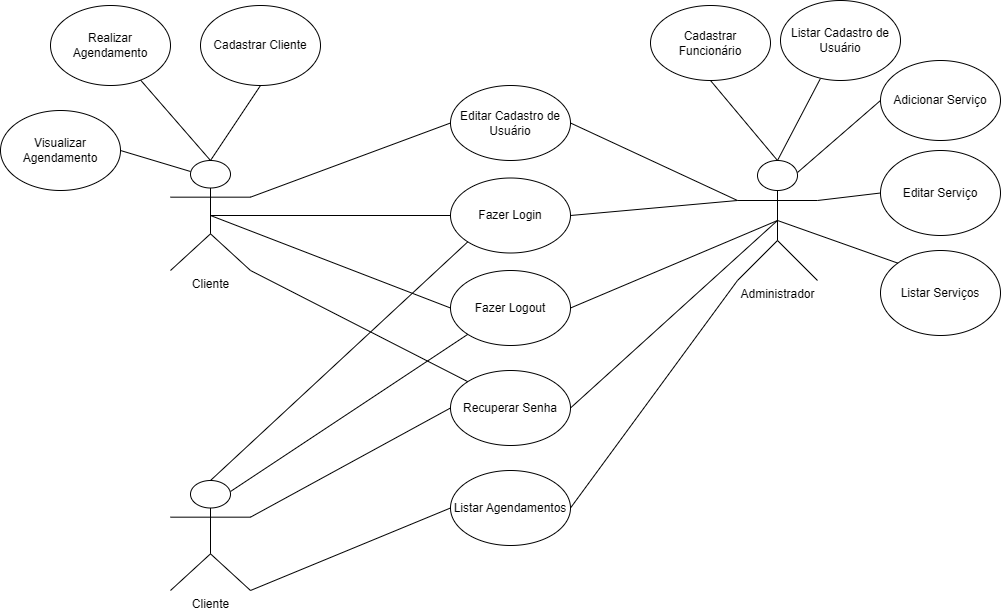 Realizar
Agendamento
Cadastrar Cliente
Visualizar
Agendamento
Cliente
Editar Cadastro de
Usuário
Fazer Login
Fazer Logout
Recuperar Senha
Listar Agendamentos
Cliente
Cadastrar
Funcionário
Listar Cadastro de
Usuário
Adicionar Serviço
Editar Serviço
Listar Serviços
Administrador